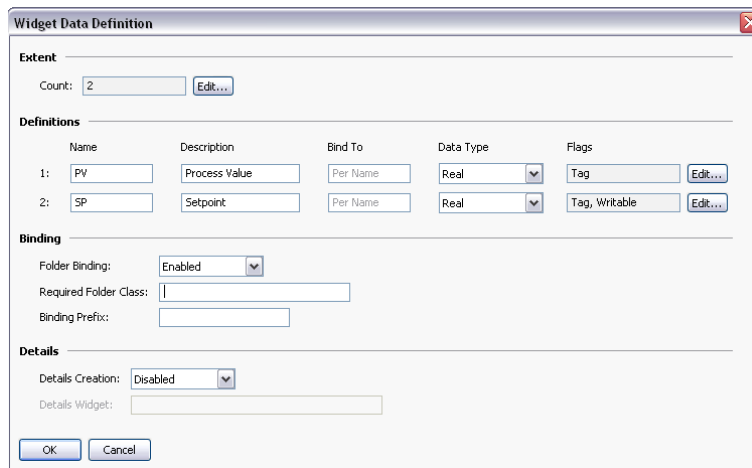 Widget Data Definition
Extent
Count: 2 Edit...
Definitions
Name Description Bind To Data Type Flags
1: PV Process Value Per Name Real Tag Edit...
2: SP Setpoint Per Name Real Tag, Writable Edit...
Binding
Folder Binding: Enabled
Required Folder Class:
Binding Prefix:
Details
Details Creation: Disabled
Details Widget:
OK Cancel